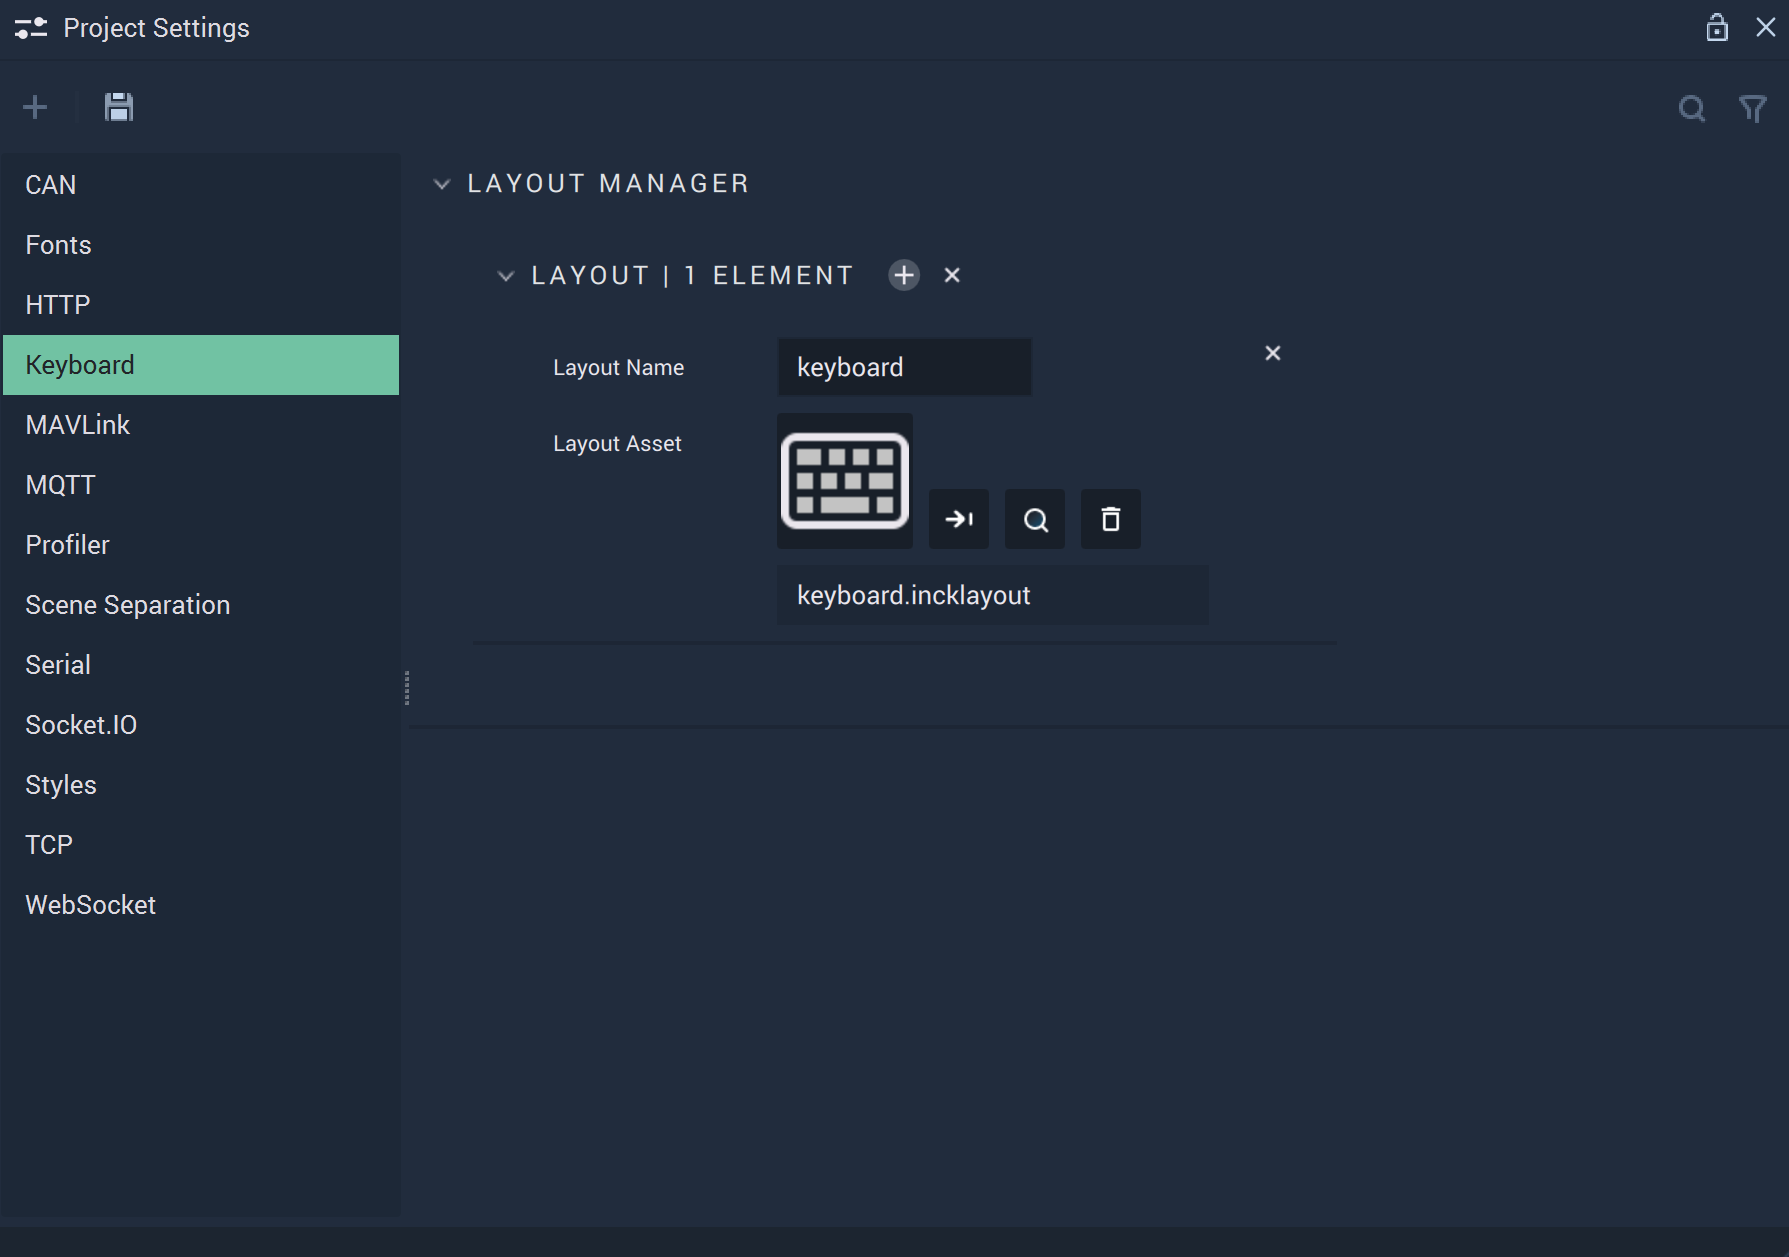 Project Settings
CAN
Fonts
HTTP
Keyboard
MAVLink
MQTT
Profiler
Scene Separation
Serial
Socket.IO
Styles
TCP
WebSocket
LAYOUT MANAGER
LAYOUT | 1 ELEMENT
Layout Name
keyboard
Layout Asset
keyboard.incklayout